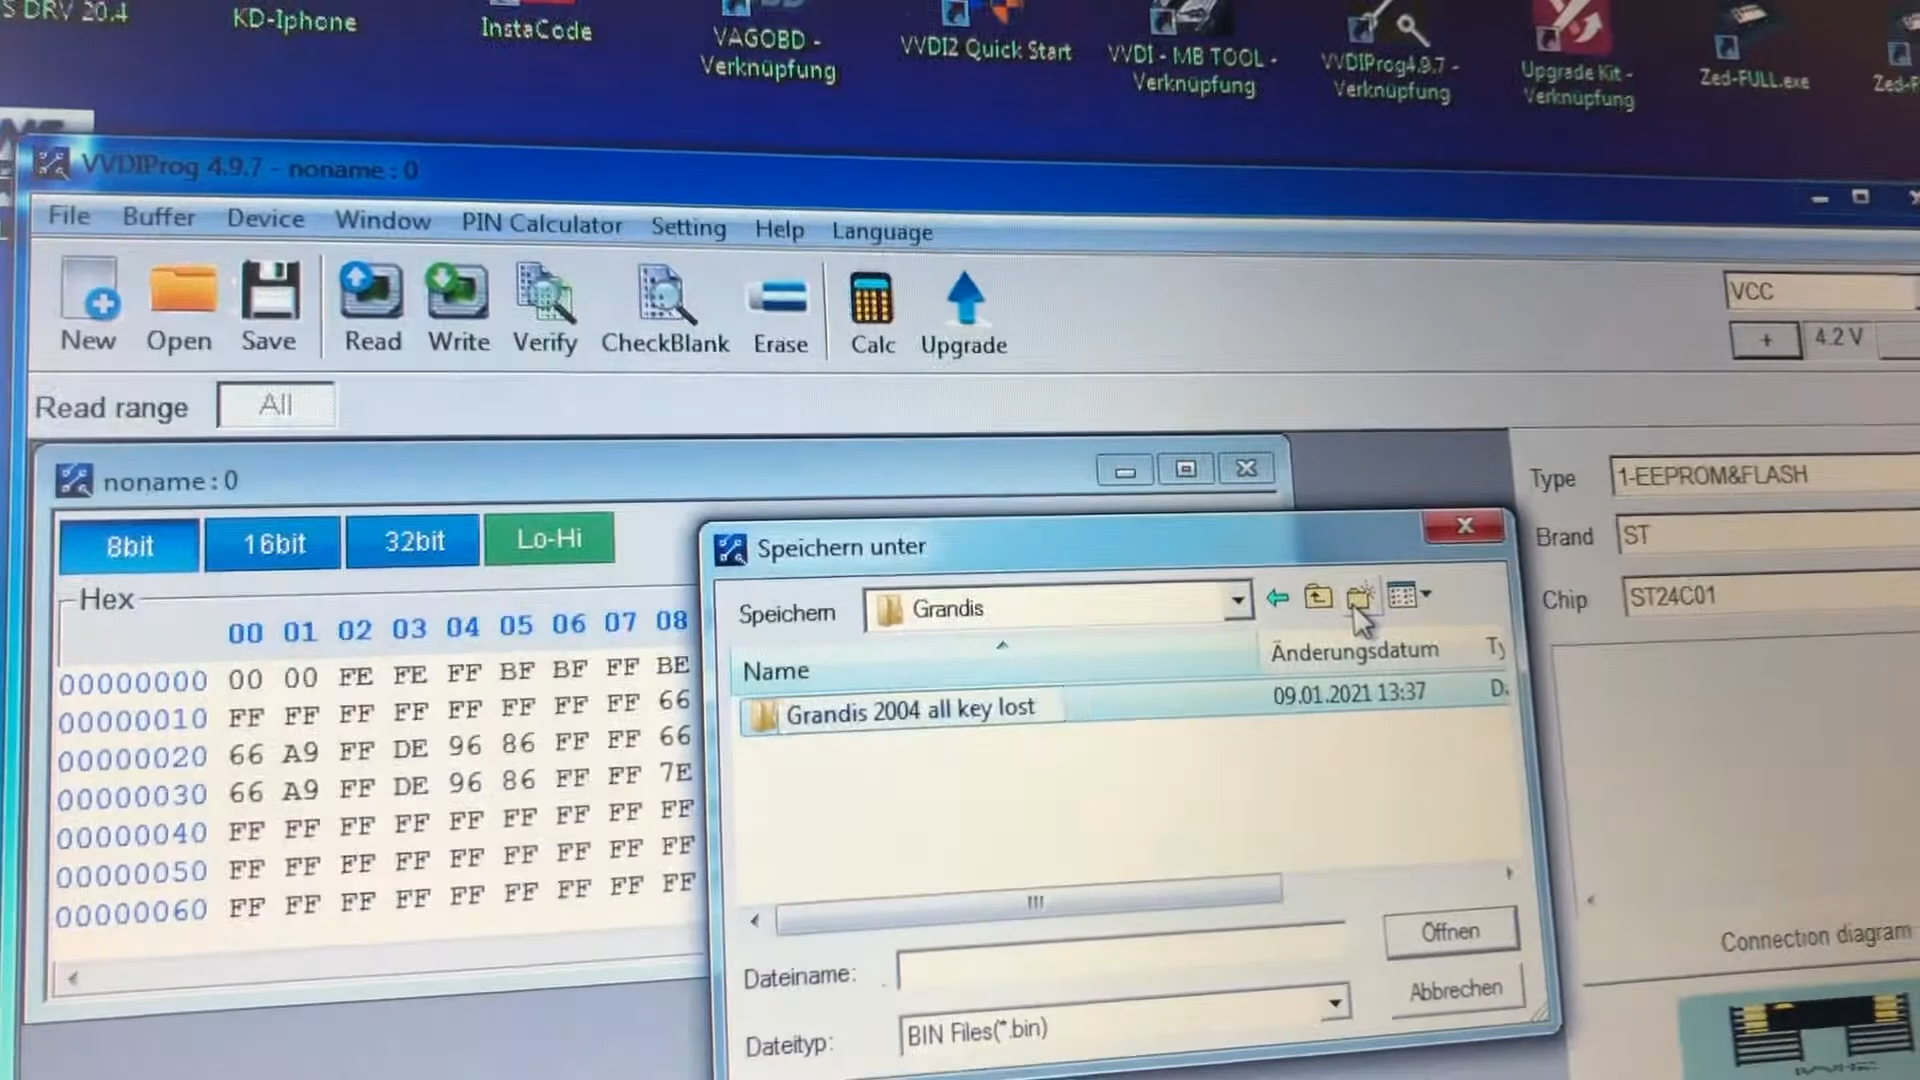 S DRV 20.4
KD-Iphone
InstaCode
VAGOBD -
Verknüpfung
VVDI2 Quick Start
VVDI - MB TOOL -
Verknüpfung
VVDIProg4.9.7 -
Verknüpfung
Upgrade Kit -
Verknüpfung
Zed-FULL.exe
VVDIProg 4.9.7 - noname : 0
File Buffer Device Window PIN Calculator Setting Help Language
New Open Save Read Write Verify CheckBlank Erase Calc Upgrade
VCC
+ 4.2 V
Read range All
noname : 0
8bit 16bit 32bit Lo-Hi
Hex
00 01 02 03 04 05 06 07 08
00000000 00 00 FE FE FF BF BF FF BE
00000010 FF FF FF FF FF FF FF FF 66
00000020 66 A9 FF DE 96 86 FF FF 66
00000030 66 A9 FF DE 96 86 FF FF 7E
00000040 FF FF FF FF FF FF FF FF FF
00000050 FF FF FF FF FF FF FF FF FF
00000060 FF FF FF FF FF FF FF FF FF
Speichern unter
Speichern Grandis
Name Änderungsdatum
Grandis 2004 all key lost 09.01.2021 13:37
Dateiname:
Öffnen
Dateityp: BIN Files(*.bin)
Abbrechen
Type 1-EEPROM&FLASH
Brand ST
Chip ST24C01
Connection diagram